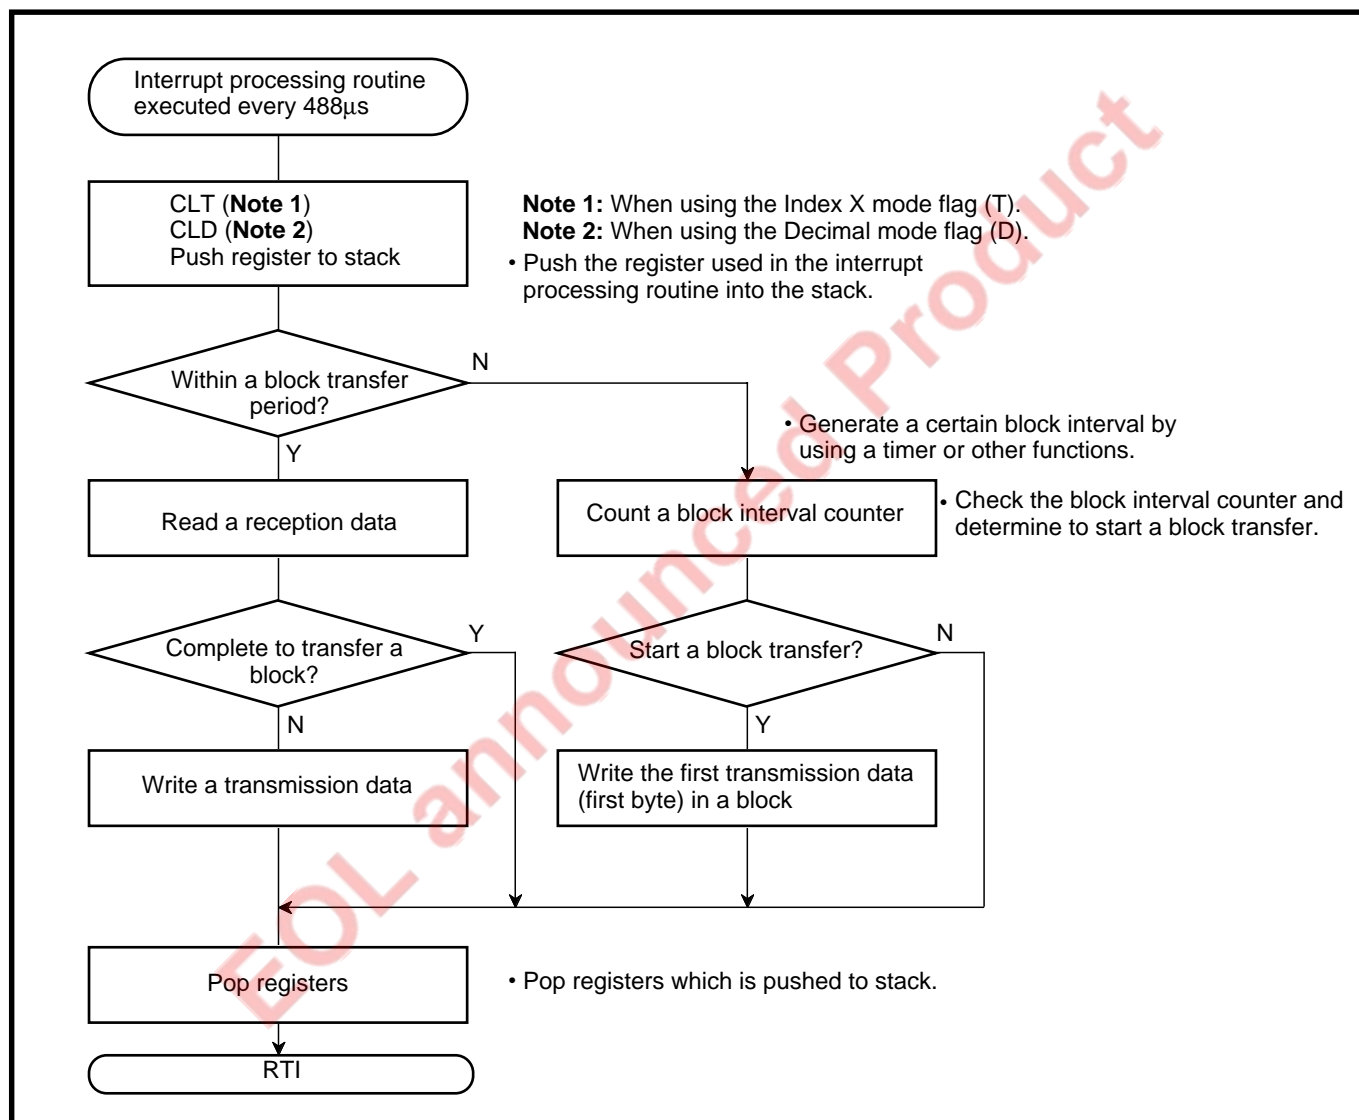 Interrupt processing routine
executed every 488μs
CLT (Note 1)
CLD (Note 2)
Push register to stack
Note 1: When using the Index X mode flag (T).
Note 2: When using the Decimal mode flag (D).
• Push the register used in the interrupt
processing routine into the stack.
Within a block transfer
period?
N
Y
• Generate a certain block interval by
using a timer or other functions.
Read a reception data
Count a block interval counter
• Check the block interval counter and
determine to start a block transfer.
Complete to transfer a
block?
Y
N
Start a block transfer?
N
Y
Write a transmission data
Write the first transmission data
(first byte) in a block
Pop registers
• Pop registers which is pushed to stack.
RTI
EOL announced Product